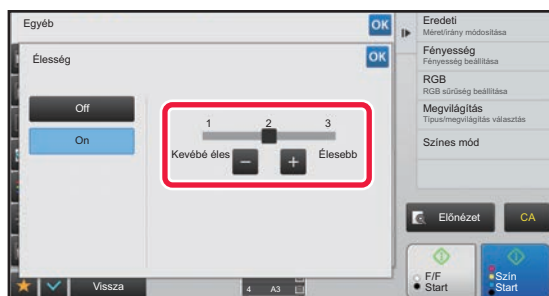 Egyéb
OK
Élesség
OK
Off
On
1 2 3
Kevébé éles
Élesebb
Vissza
4 A3
Eredeti
Méret/irány módosítása
Fényesség
Fényesség beállítása
RGB
RGB sűrűség beállítása
Megvilágítás
Típus/megvilágítás választás
Színes mód
Előnézet
CA
F/F
Start
Szín
Start